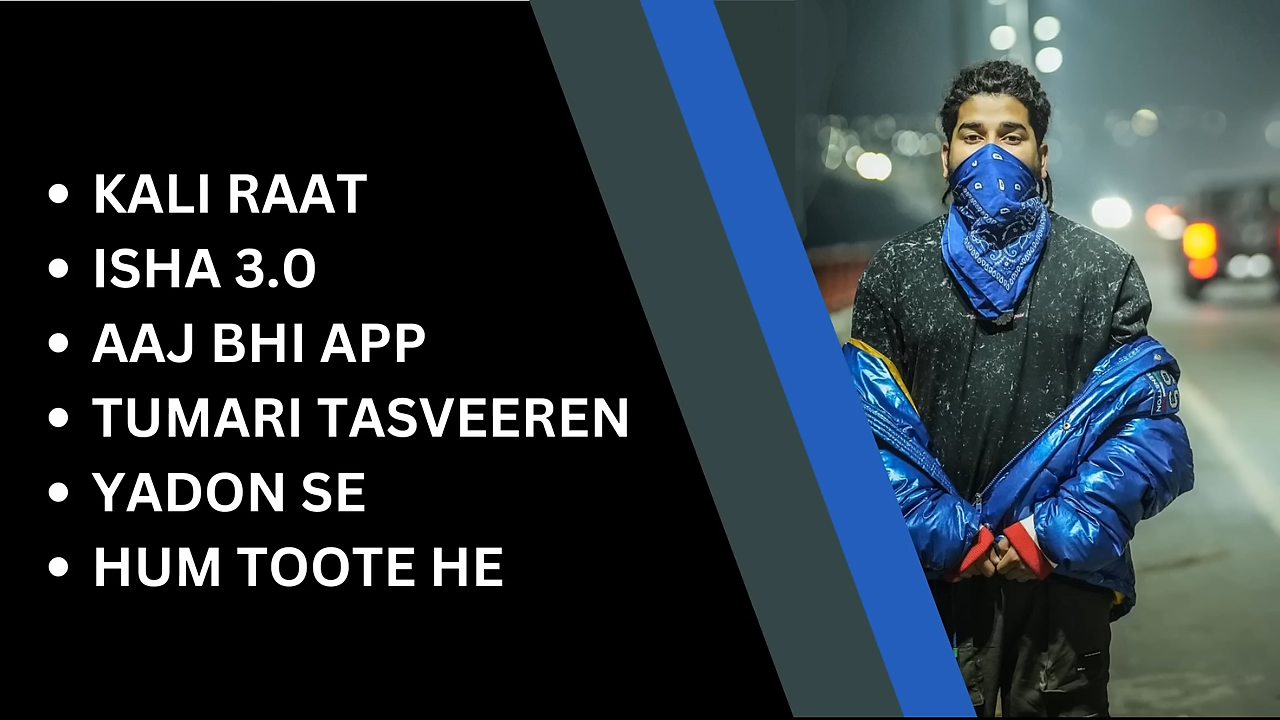 KALI RAAT
ISHA 3.0
AAJ BHI APP
TUMARI TASVEEREN
YADON SE
HUM TOOTE HE